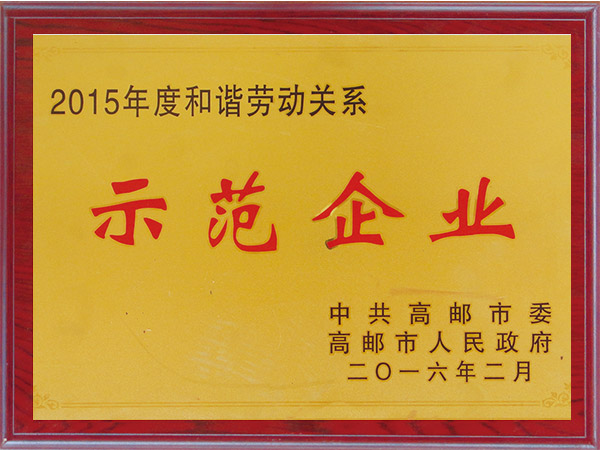 2015年度和谐劳动关系
示范企业
中共高邮市委
高邮市人民政府
二〇一六年二月